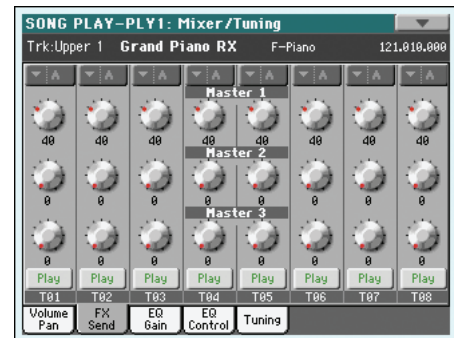 SONG PLAY-PLY1: Mixer/Tuning
Trk:Upper 1 Grand Piano RX F-Piano 121.010.000
A A A A A A A A
Master 1
40 40 40 40 40 40 40 40
Master 2
0 0 0 0 0 0 0 0
Master 3
0 0 0 0 0 0 0 0
Play Play Play Play Play Play Play Play
T01 T02 T03 T04 T05 T06 T07 T08
Volume Pan FX Send EQ Gain EQ Control Tuning